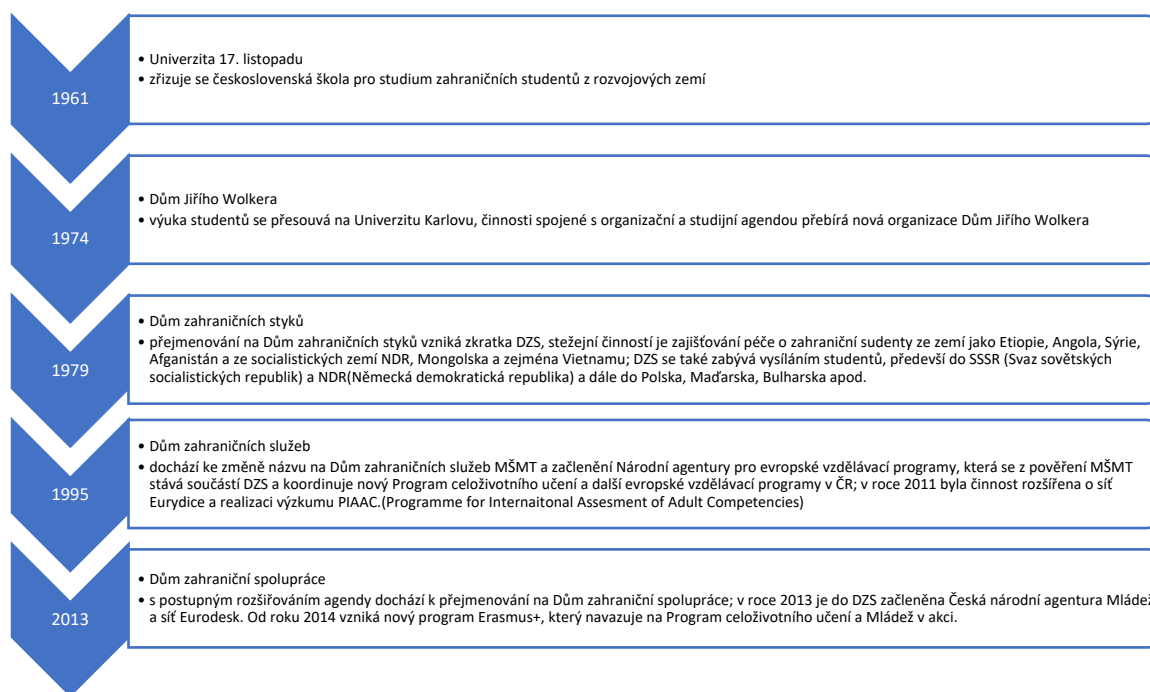 1961
• Univerzita 17. listopadu
• zřizuje se československá škola pro studium zahraničních studentů z rozvojových zemí
1974
• Dům Jiřího Wolkera
• výuka studentů se přesouvá na Univerzitu Karlovu, činnosti spojené s organizační a studijní agendou přebírá nová organizace Dům Jiřího Wolkera
1979
• Dům zahraničních styků
• přejmenování na Dům zahraničních styků vzniká zkratka DZS, stežejní činností je zajišťování péče o zahraniční sudenty ze zemí jako Etiopie, Angola, Sýrie,
Afganistán a ze socialistických zemí NDR, Mongolska a zejména Vietnamu; DZS se také zabývá vysíláním studentů, předevší do SSSR (Svaz sovětských
socialistických republik) a NDR(Německá demokratická republika) a dále do Polska, Maďarska, Bulharska apod.
1995
• Dům zahraničních služeb
• dochází ke změně názvu na Dům zahraničních služeb MŠMT a začlenění Národní agentury pro evropské vzdělávací programy, která se z pověření MŠMT
stává součástí DZS a koordinuje nový Program celoživotního učení a další evropské vzdělávací programy v ČR; v roce 2011 byla činnost rozšířena o síť
Eurydice a realizaci výzkumu PIAAC.(Programme for Internaitonal Assesment of Adult Competencies)
2013
• Dům zahraniční spolupráce
• s postupným rozšiřováním agendy dochází k přejmenování na Dům zahraniční spolupráce; v roce 2013 je do DZS začleněna Česká národní agentura Mládež
a síť Eurodesk. Od roku 2014 vzniká nový program Erasmus+, který navazuje na Program celoživotního učení a Mládež v akci.